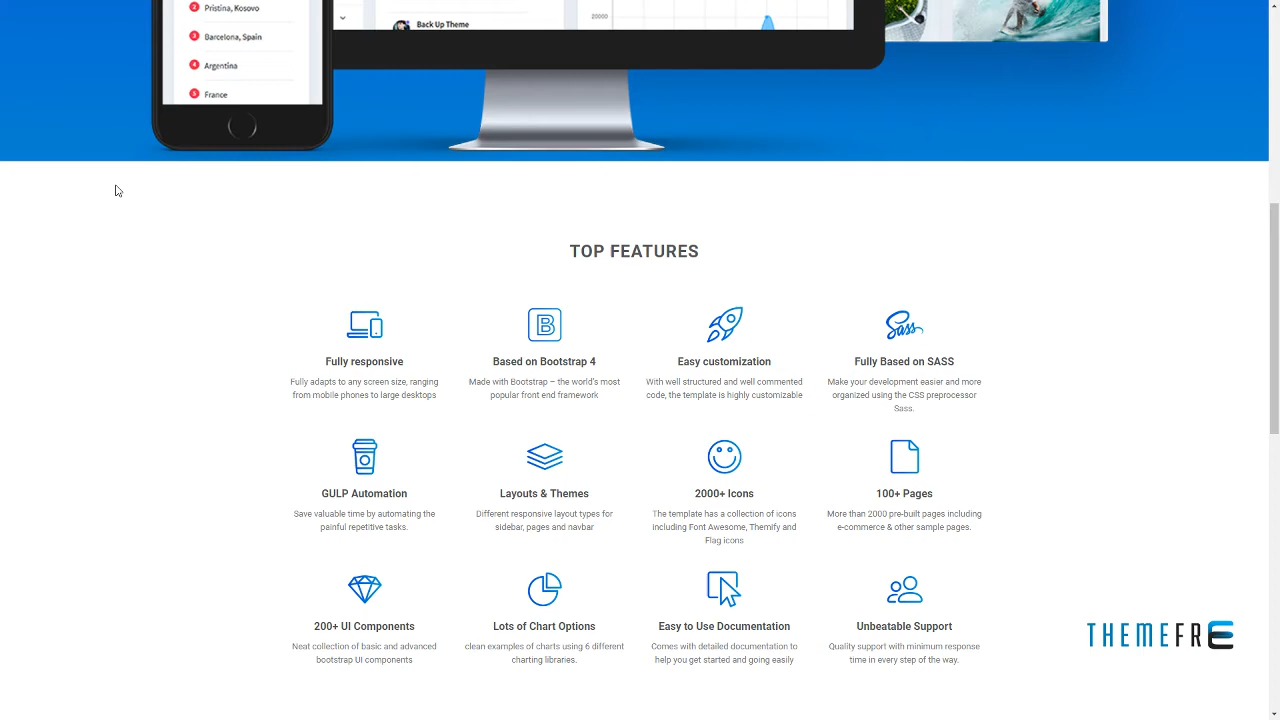 Pristina, Kosovo
3 Barcelona, Spain
4 Argentina
5 France
Back Up Theme
20000
TOP FEATURES
Fully responsive
Fully adapts to any screen size, ranging
from mobile phones to large desktops
Based on Bootstrap 4
Made with Bootstrap – the world's most
popular front end framework
Easy customization
With well structured and well commented
code, the template is highly customizable
Sass
Fully Based on SASS
Make your development easier and more
organized using the CSS preprocessor
Sass.
GULP Automation
Save valuable time by automating the
painful repetitive tasks.
Layouts & Themes
Different responsive layout types for
sidebar, pages and navbar
2000+ Icons
The template has a collection of icons
including Font Awesome, Themify and
Flag icons
100+ Pages
More than 2000 pre-built pages including
e-commerce & other sample pages.
200+ UI Components
Neat collection of basic and advanced
bootstrap UI components
Lots of Chart Options
clean examples of charts using 6 different
charting libraries.
Easy to Use Documentation
Comes with detailed documentation to
help you get started and going easily
Unbeatable Support
Quality support with minimum response
time in every step of the way.
THEMEFRE